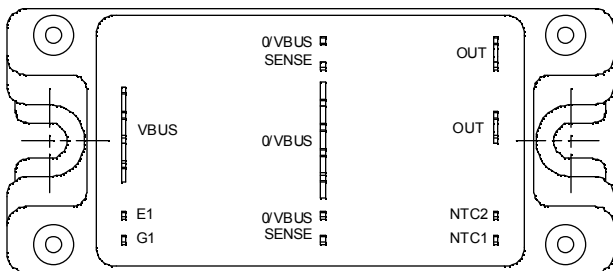 0/VBUS
SENSE
OUT
VBUS
0/VBUS
OUT
E1
G1
0/VBUS
SENSE
NTC2
NTC1